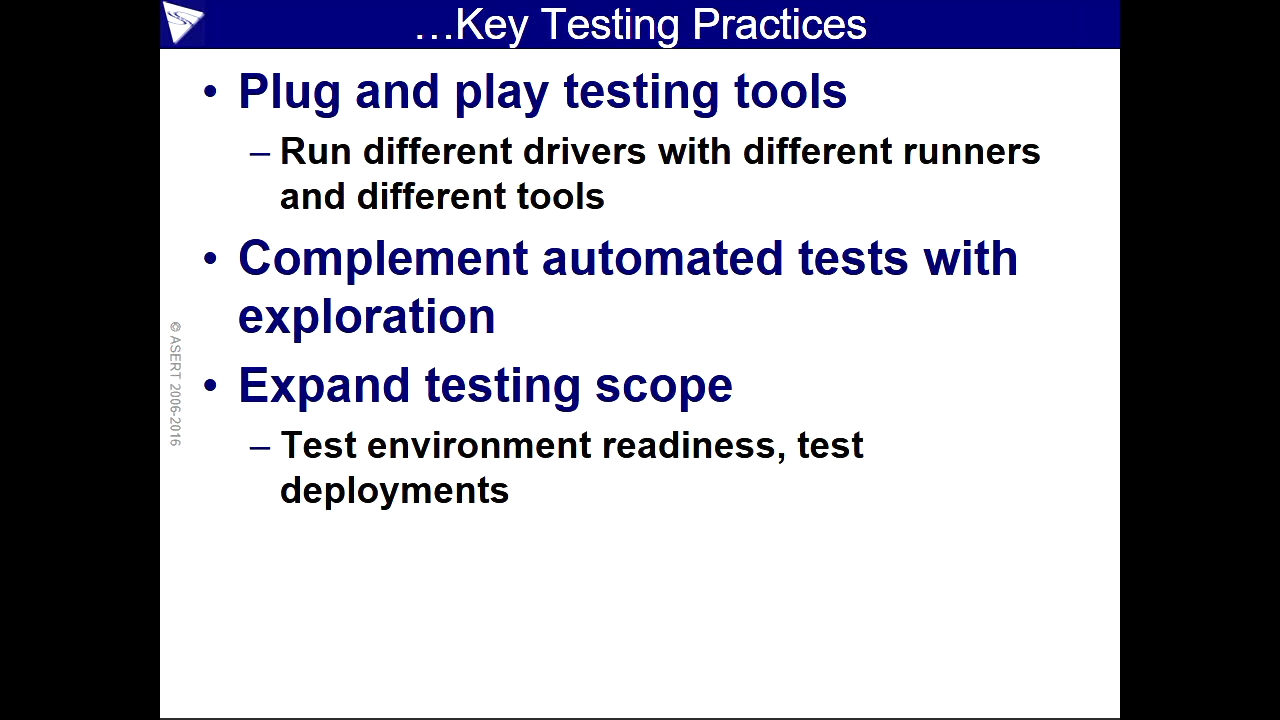 …Key Testing Practices
• Plug and play testing tools
– Run different drivers with different runners
and different tools
• Complement automated tests with
exploration
• Expand testing scope
– Test environment readiness, test
deployments
© ASERT 2006-2016